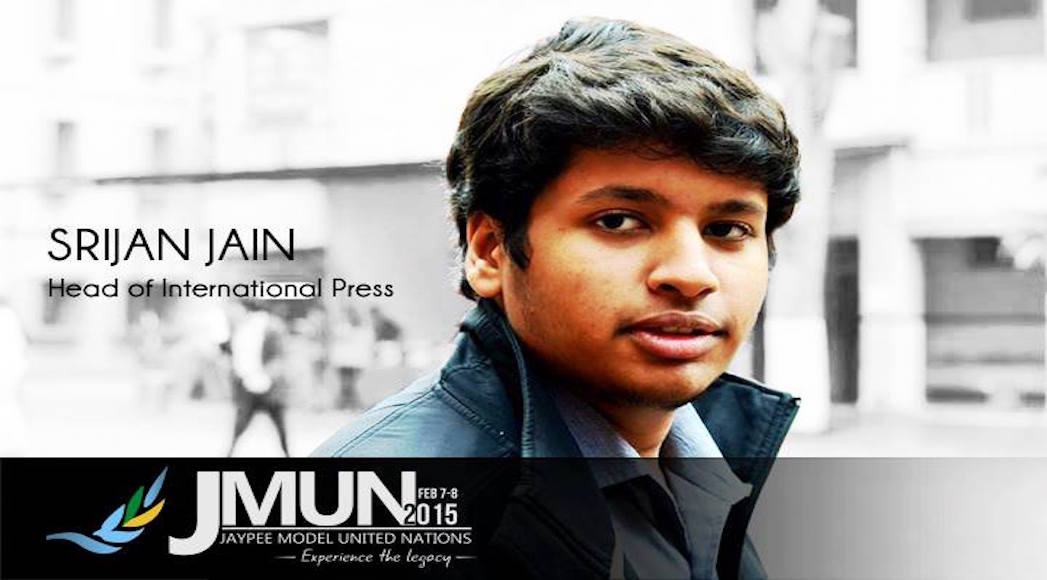 SRIJAN JAIN
Head of International Press
JMUN FEB 7-8
2015
JAYPEE MODEL UNITED NATIONS
Experience the legacy